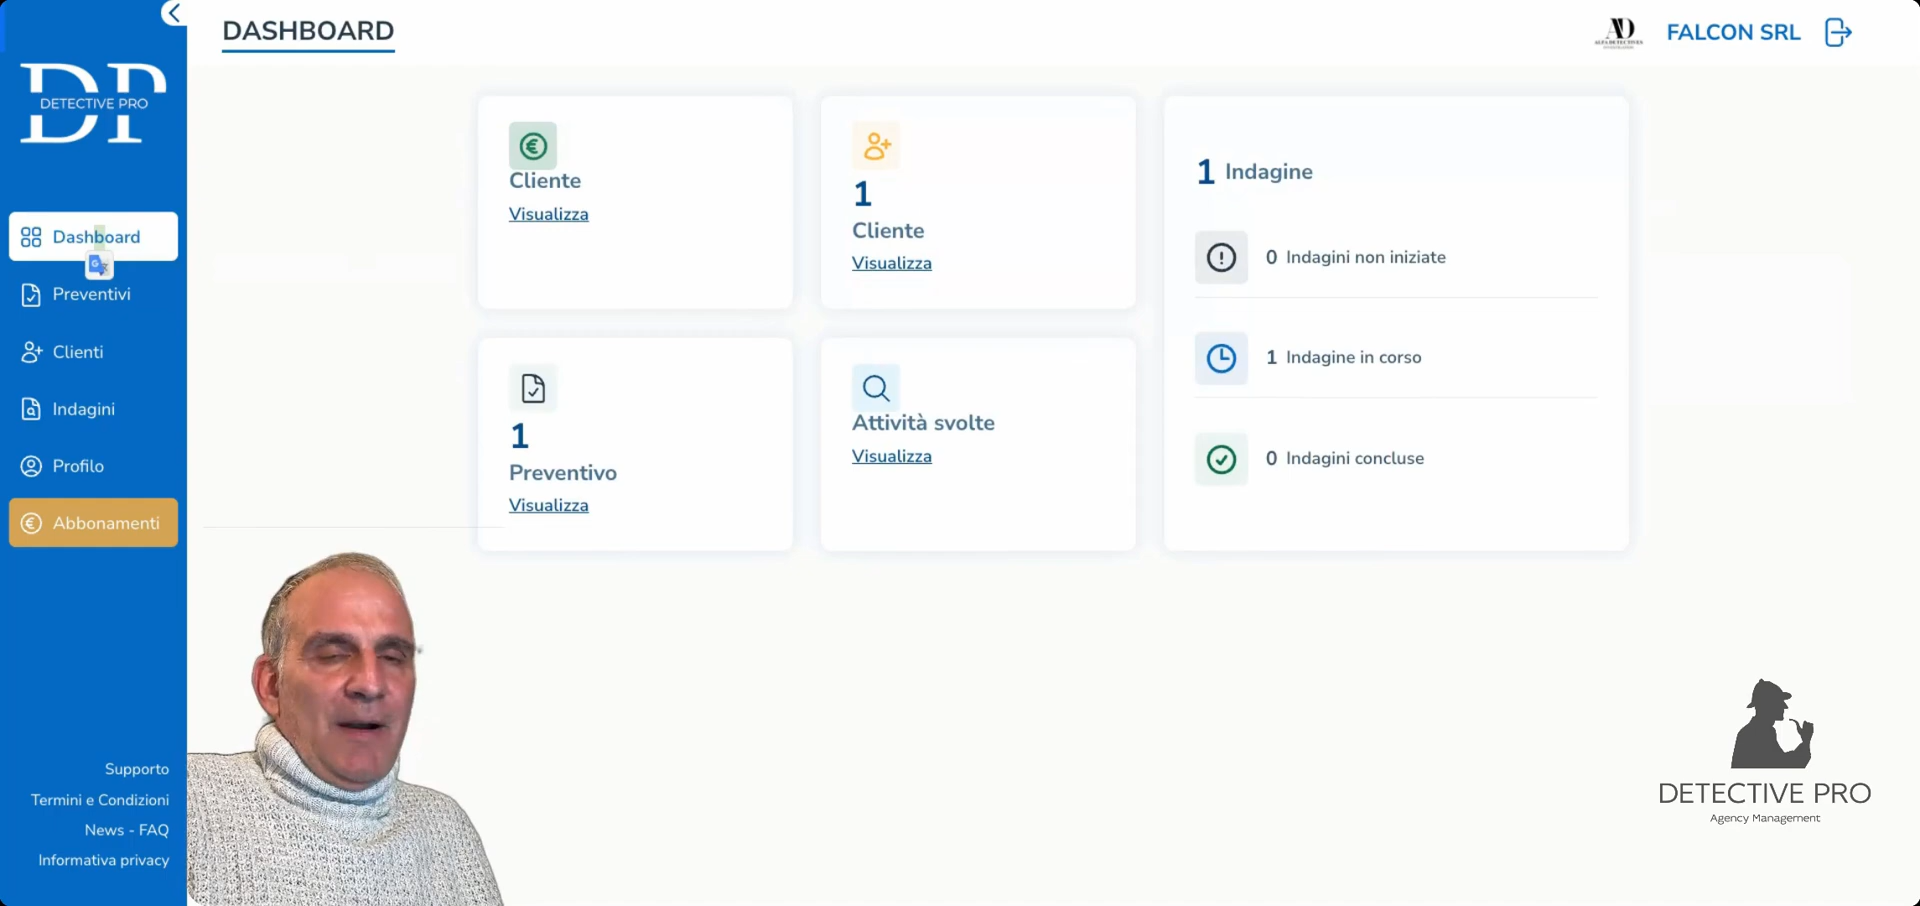 DASHBOARD
FALCON SRL
DP
DETECTIVE PRO
Dashboard
Preventivi
Clienti
Indagini
Profilo
Abbonamenti
Supporto
Termini e Condizioni
News - FAQ
Informativa privacy
Cliente
Visualizza
1
Cliente
Visualizza
1
Preventivo
Visualizza
Attività svolte
Visualizza
1 Indagine
0 Indagini non iniziate
1 Indagine in corso
0 Indagini concluse
DETECTIVE PRO
Agency Management